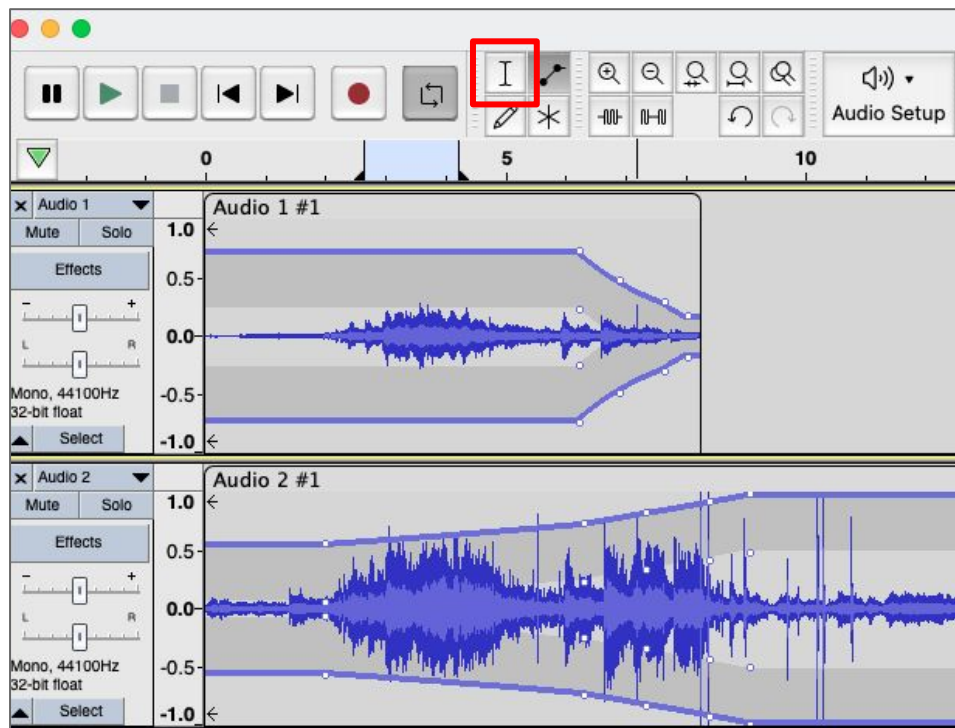 Audio Setup
0 5 10
Audio 1
Mute Solo
Effects
- +
L R
Mono, 44100Hz
32-bit float
Select
1.0
0.5
0.0
-0.5
-1.0
Audio 1 #1
Audio 2
Mute Solo
Effects
- +
L R
Mono, 44100Hz
32-bit float
Select
1.0
0.5
0.0
-0.5
-1.0
Audio 2 #1